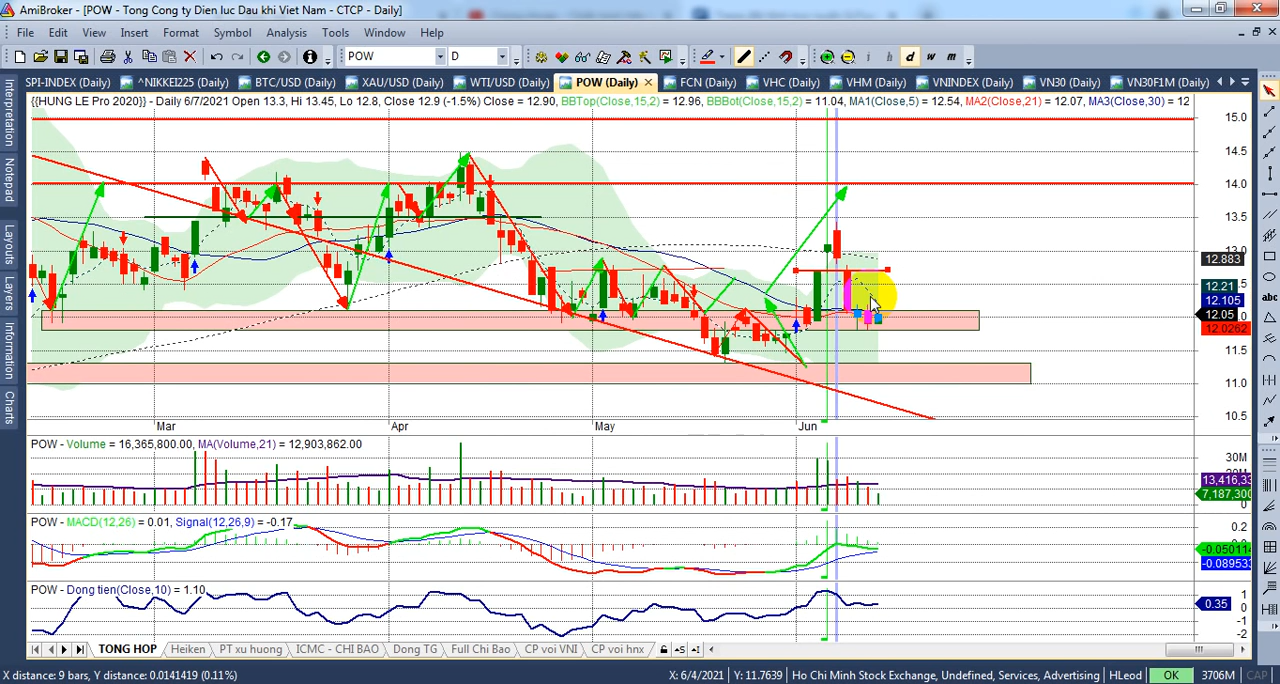 AmiBroker - [POW - Tong Cong ty Dien luc Dau khi Viet Nam - CTCP - Daily]
File Edit View Insert Format Symbol Analysis Tools Window Help
POW D i h d w m
SPI-INDEX (Daily) ^NIKKEI225 (Daily) BTC/USD (Daily) XAU/USD (Daily) WTI/USD (Daily) POW (Daily) FCN (Daily) VHC (Daily) VHM (Daily) VNINDEX (Daily) VN30 (Daily) VN30F1M (Daily)
{{HUNG LE Pro 2020}} - Daily 6/7/2021 Open 13.3, Hi 13.45, Lo 12.8, Close 12.9 (-1.5%) Close = 12.90, BBTop(Close,15,2) = 12.96, BBBot(Close,15,2) = 11.04, MA1(Close,5) = 12.54, MA2(Close,21) = 12.07, MA3(Close,30) = 12
Interpretation
Notepad
Layouts
Layers
Information
Charts
15.0
14.5
14.0
13.5
13.0
12.883
12.21
12.105
12.05
12.0262
11.5
11.0
10.5
abc
Mar Apr May Jun
POW - Volume = 16,365,800.00, MA(Volume,21) = 12,903,862.00
30M
13,416,33
7,187,300
0
POW - MACD(12,26) = 0.01, Signal(12,26,9) = -0.17
0.2
-0.050114
-0.089533
POW - Dong tien(Close,10) = 1.10
1
0.35
0
-1
-2
TONG HOP Heiken PT xu huong ICMC - CHI BAO Dong TG Full Chi Bao CP voi VNI CP voi hnx
X distance: 9 bars, Y distance: 0.0141419 (0.11%) X: 6/4/2021 Y: 11.7639 Ho Chi Minh Stock Exchange, Undefined, Services, Advertising HLeod OK 3706M CAP